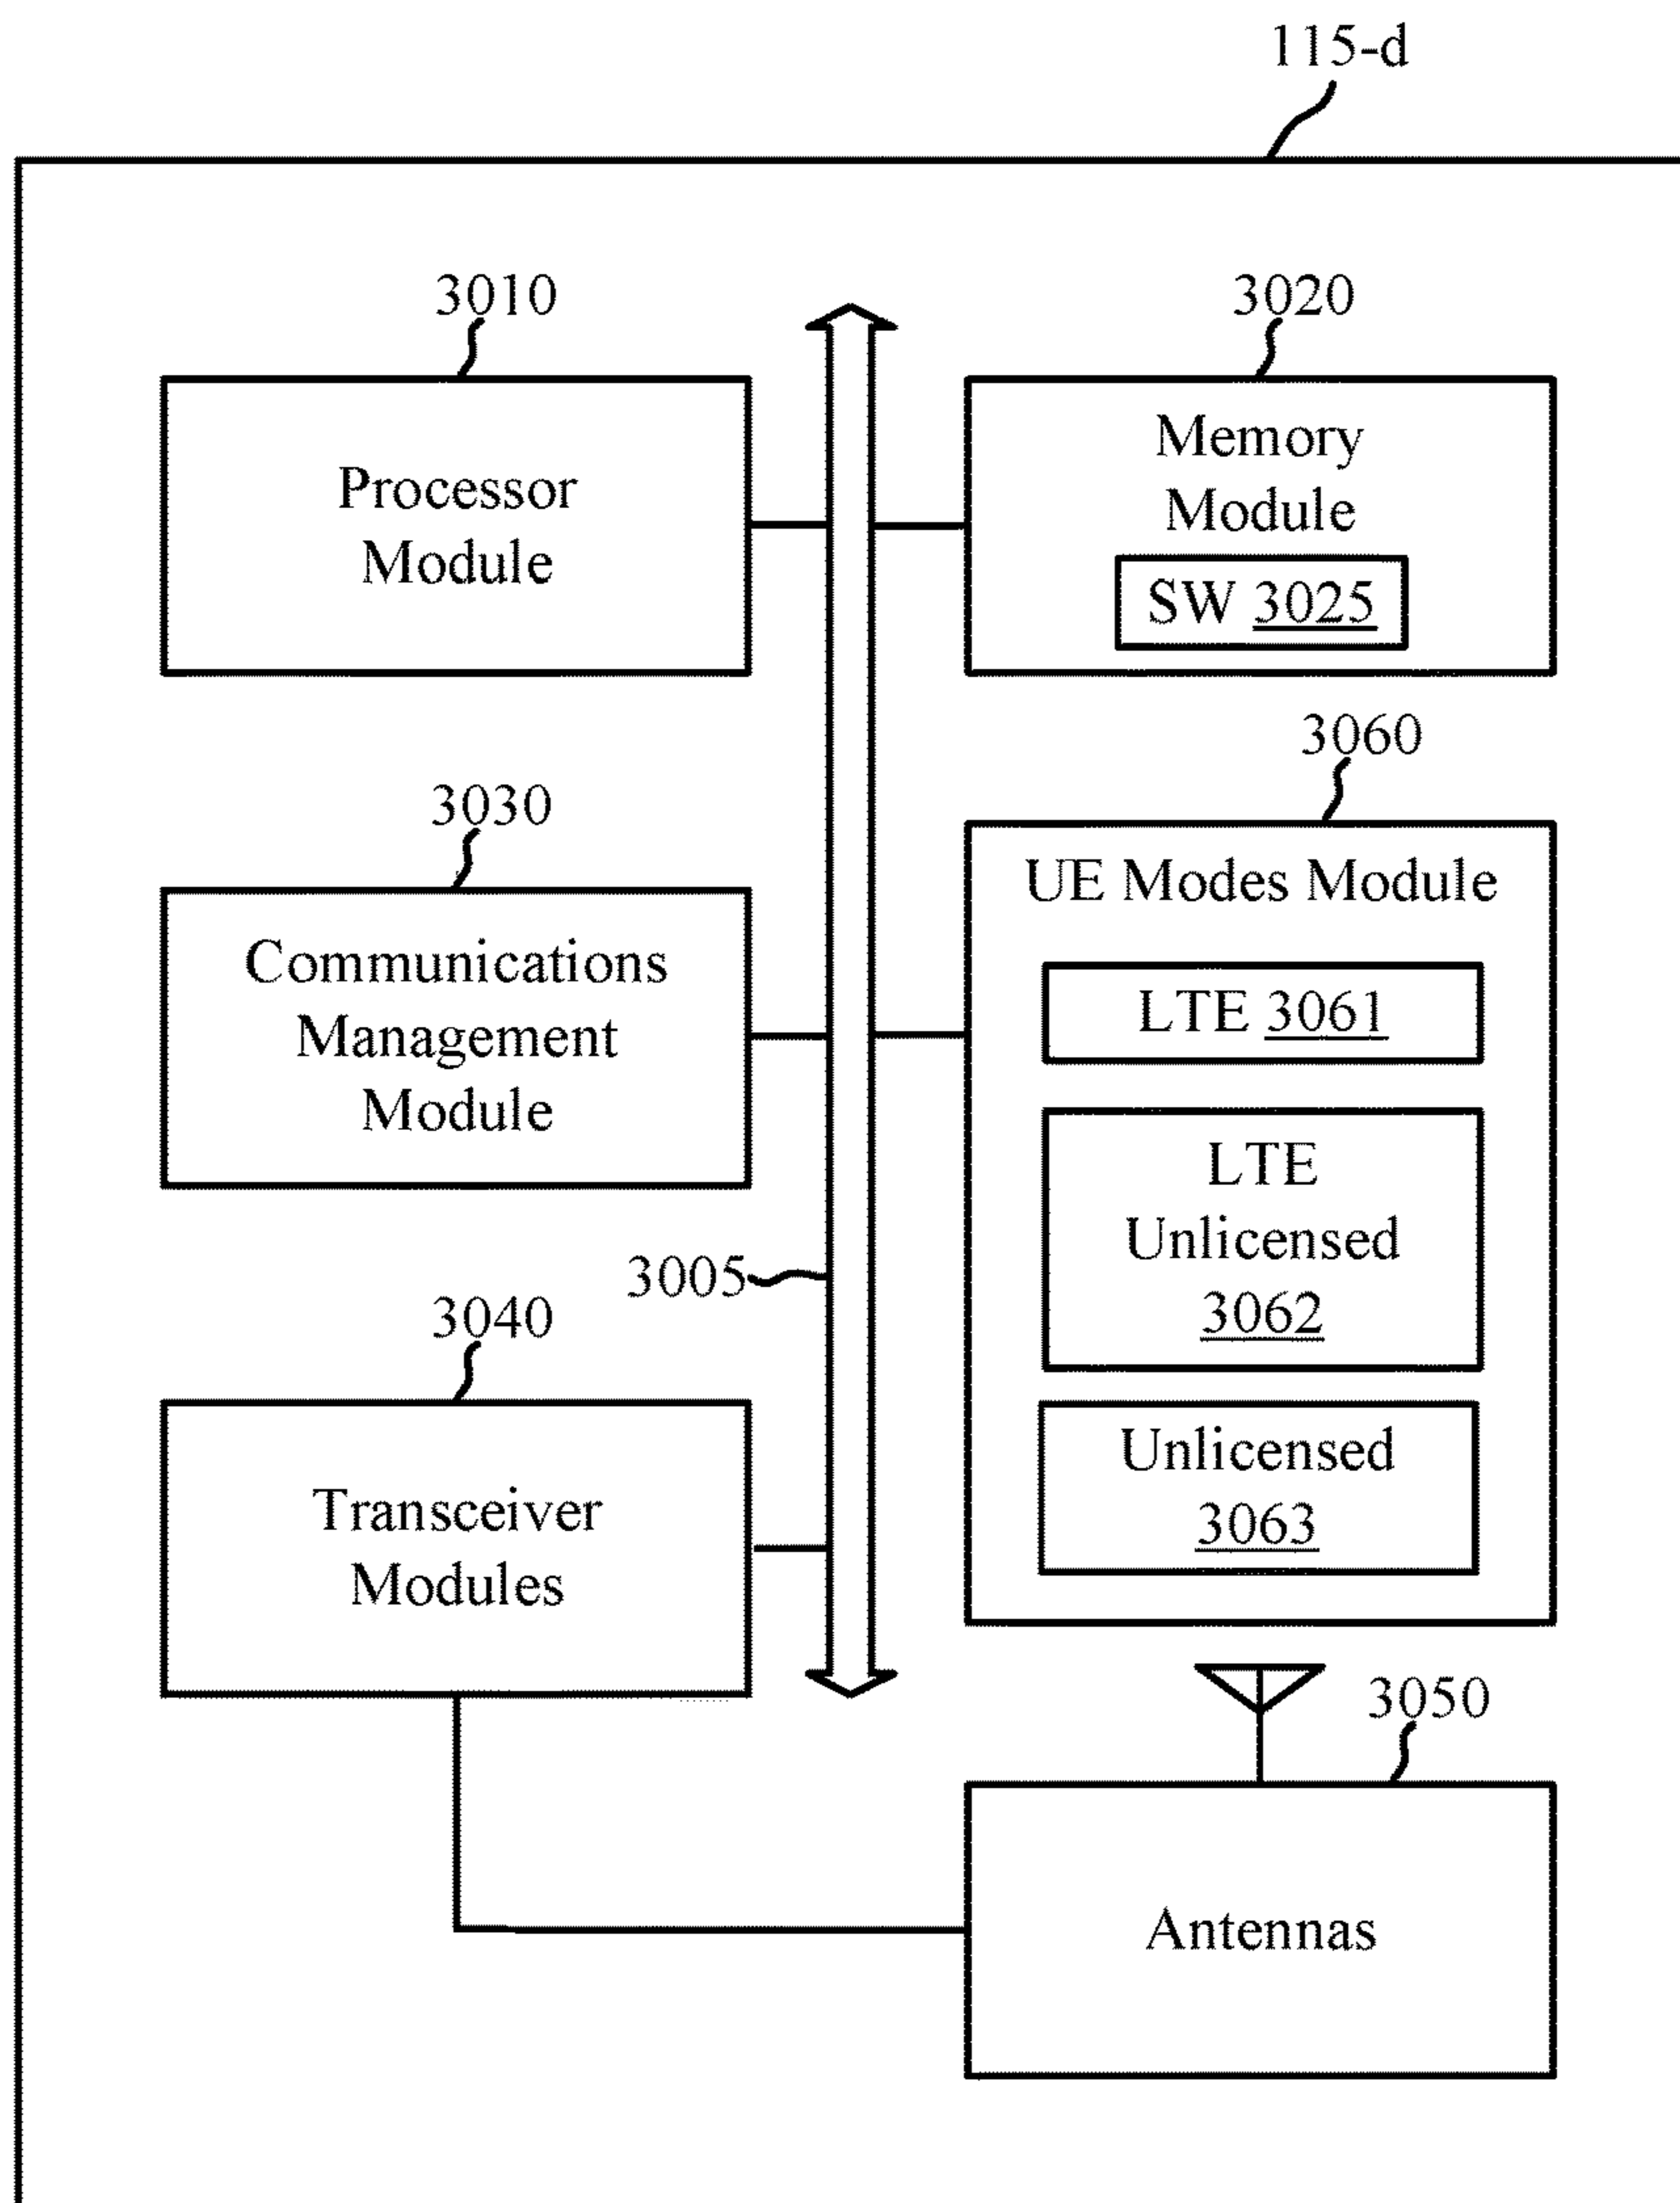 115-d
3010
Processor
Module
3020
Memory
Module
SW 3025
3030
Communications
Management
Module
3060
UE Modes Module
LTE 3061
LTE
Unlicensed
3062
Unlicensed
3063
3005
3040
Transceiver
Modules
3050
Antennas